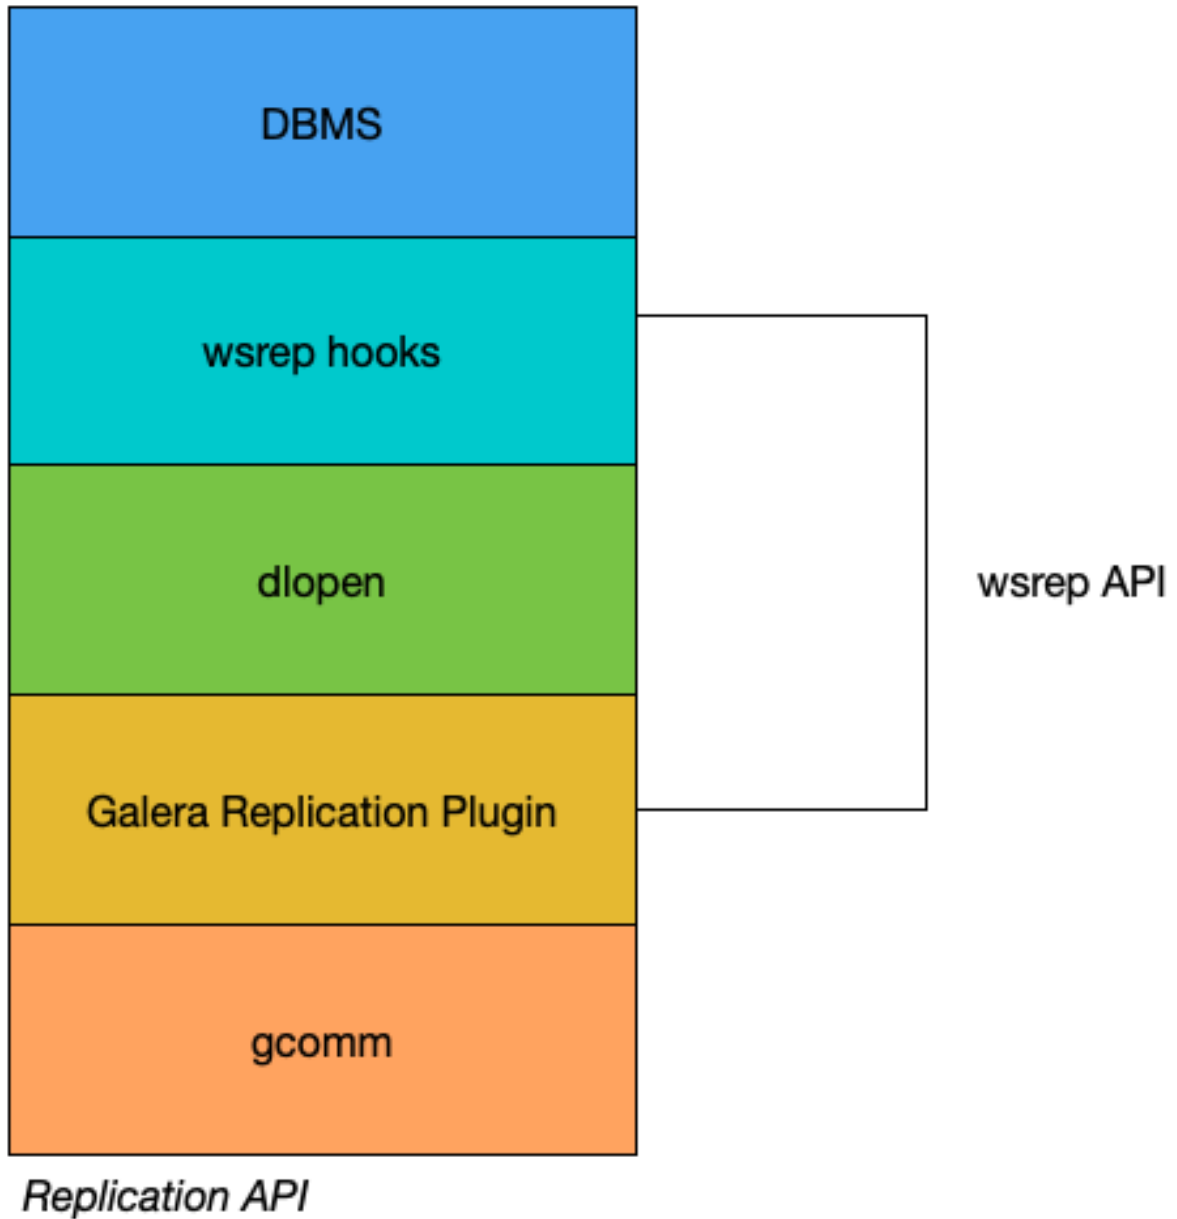 DBMS
wsrep hooks
dlopen
wsrep API
Galera Replication Plugin
gcomm
Replication API